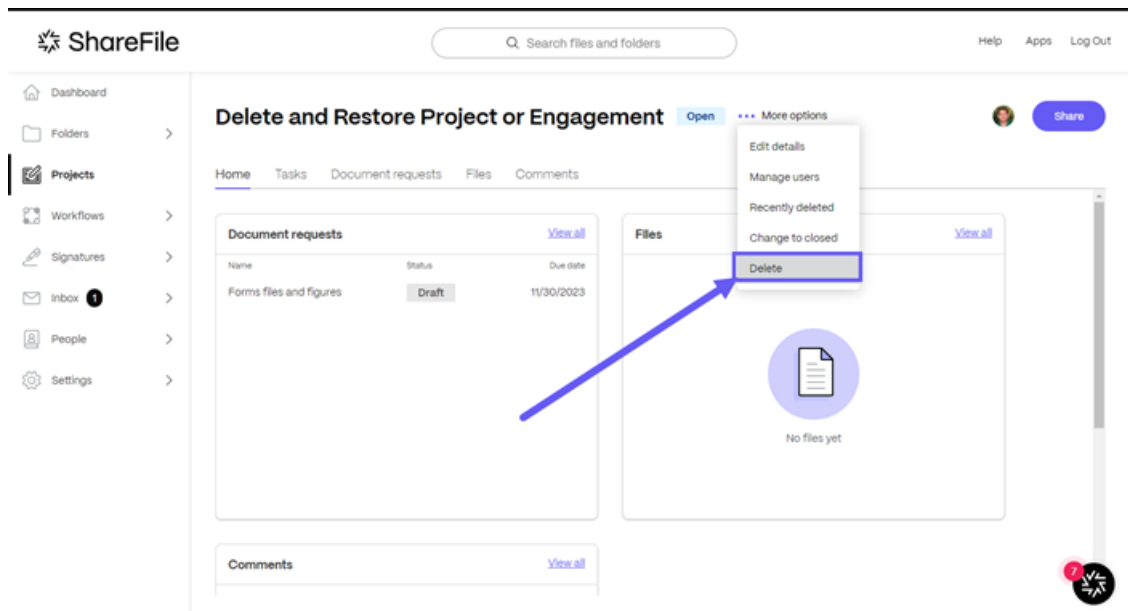 ShareFile
Search files and folders
Help Apps Log Out
Dashboard
Folders
Projects
Workflows
Signatures
Inbox 1
People
Settings
Delete and Restore Project or Engagement Open ••• More options Share
Edit details
Manage users
Recently deleted
Change to closed
Delete
Home Tasks Document requests Files Comments
Document requests View all
Name Status Due date
Forms files and figures Draft 11/30/2023
Files View all
No files yet
Comments View all
7